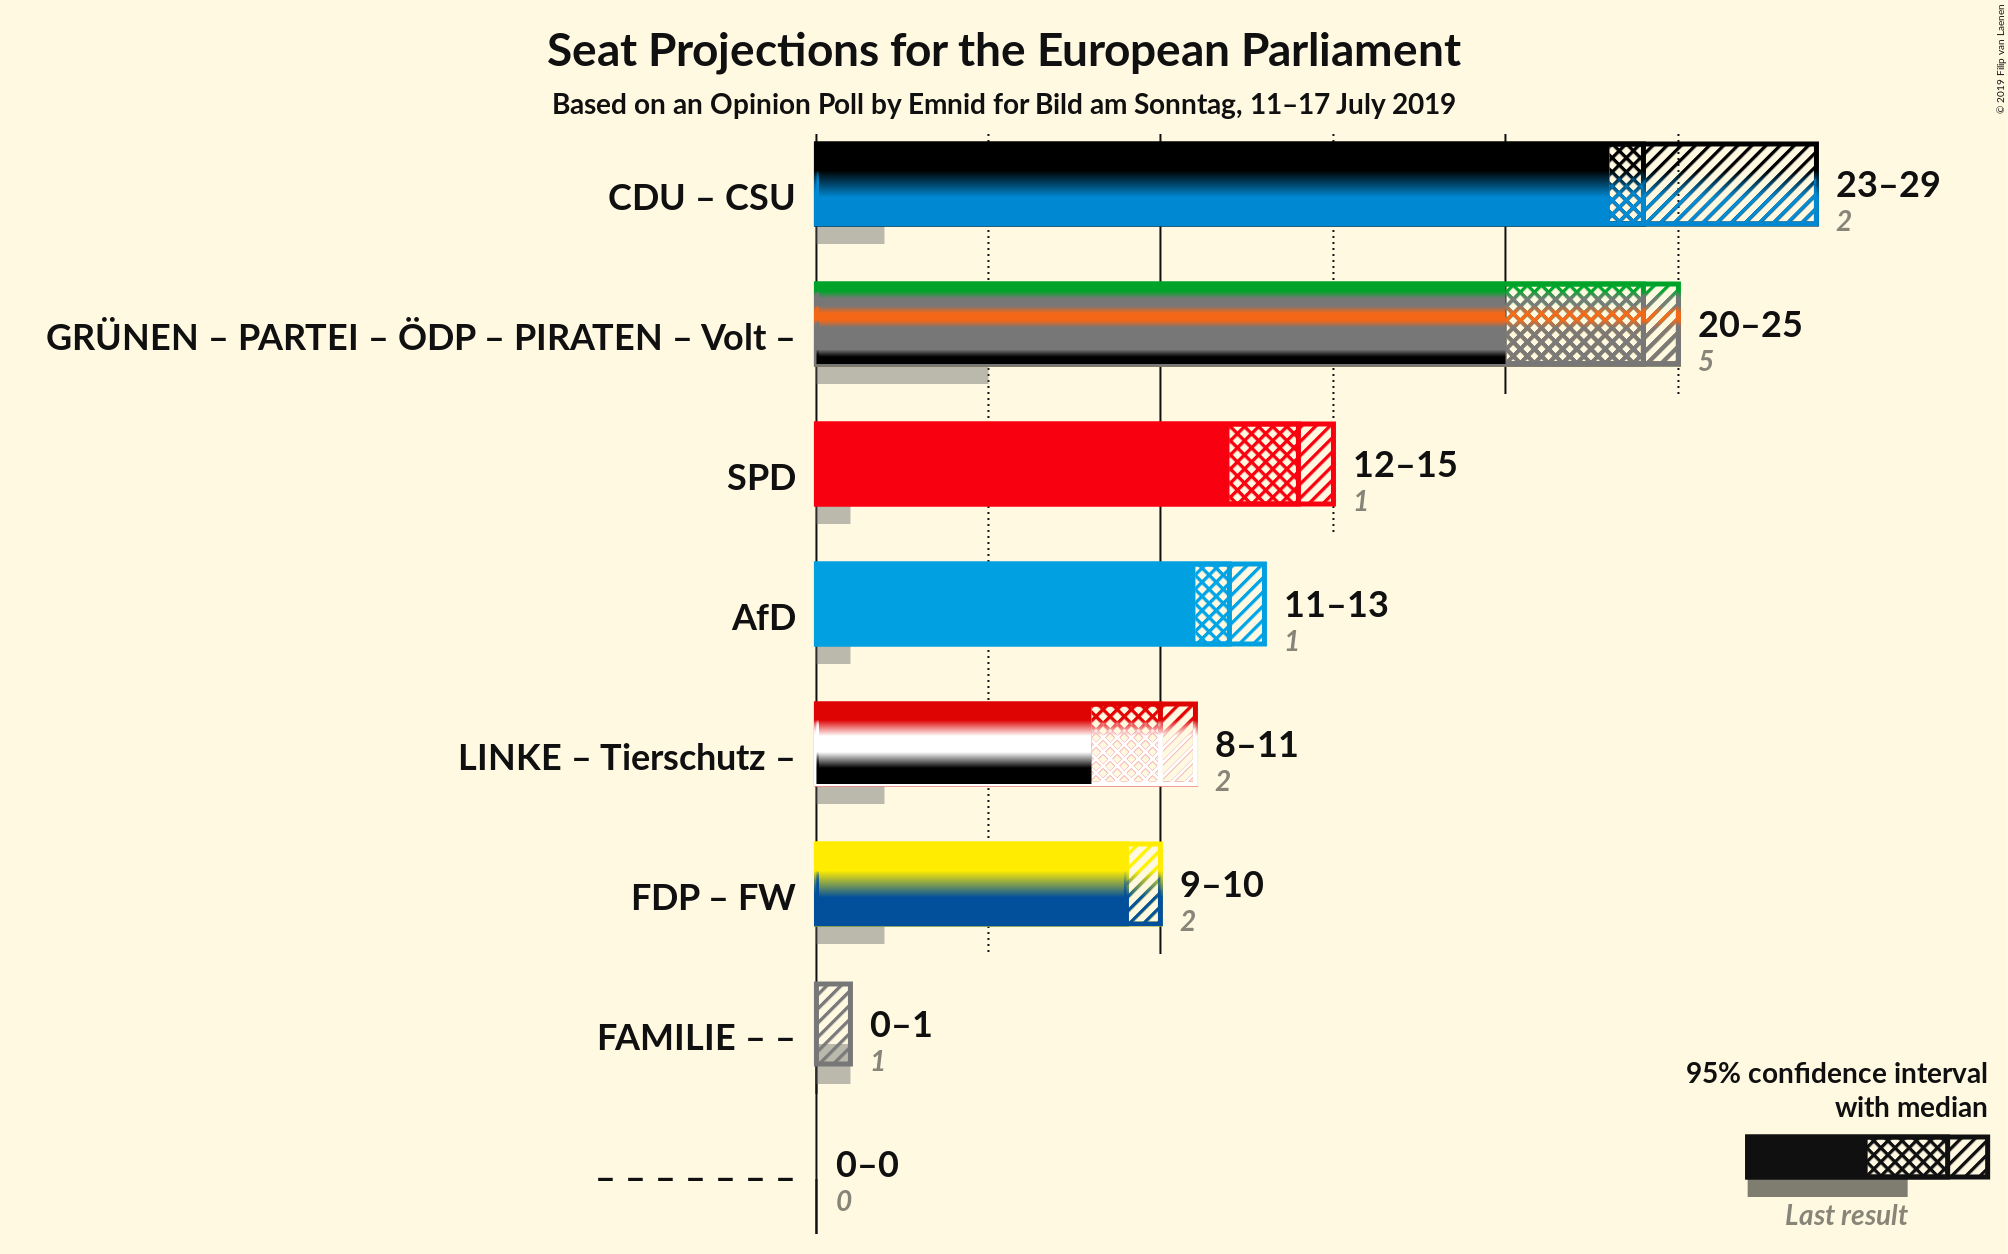 Seat Projections for the European Parliament
Based on an Opinion Poll by Emnid for Bild am Sonntag, 11–17 July 2019
© 2019 Filip van Laenen
CDU – CSU
23–29
2
GRÜNEN – PARTEI – ÖDP – PIRATEN – Volt –
20–25
5
SPD
12–15
1
AfD
11–13
1
LINKE – Tierschutz –
8–11
2
FDP – FW
9–10
2
FAMILIE – –
0–1
1
– – – – – – –
0–0
0
95% confidence interval
with median
Last result